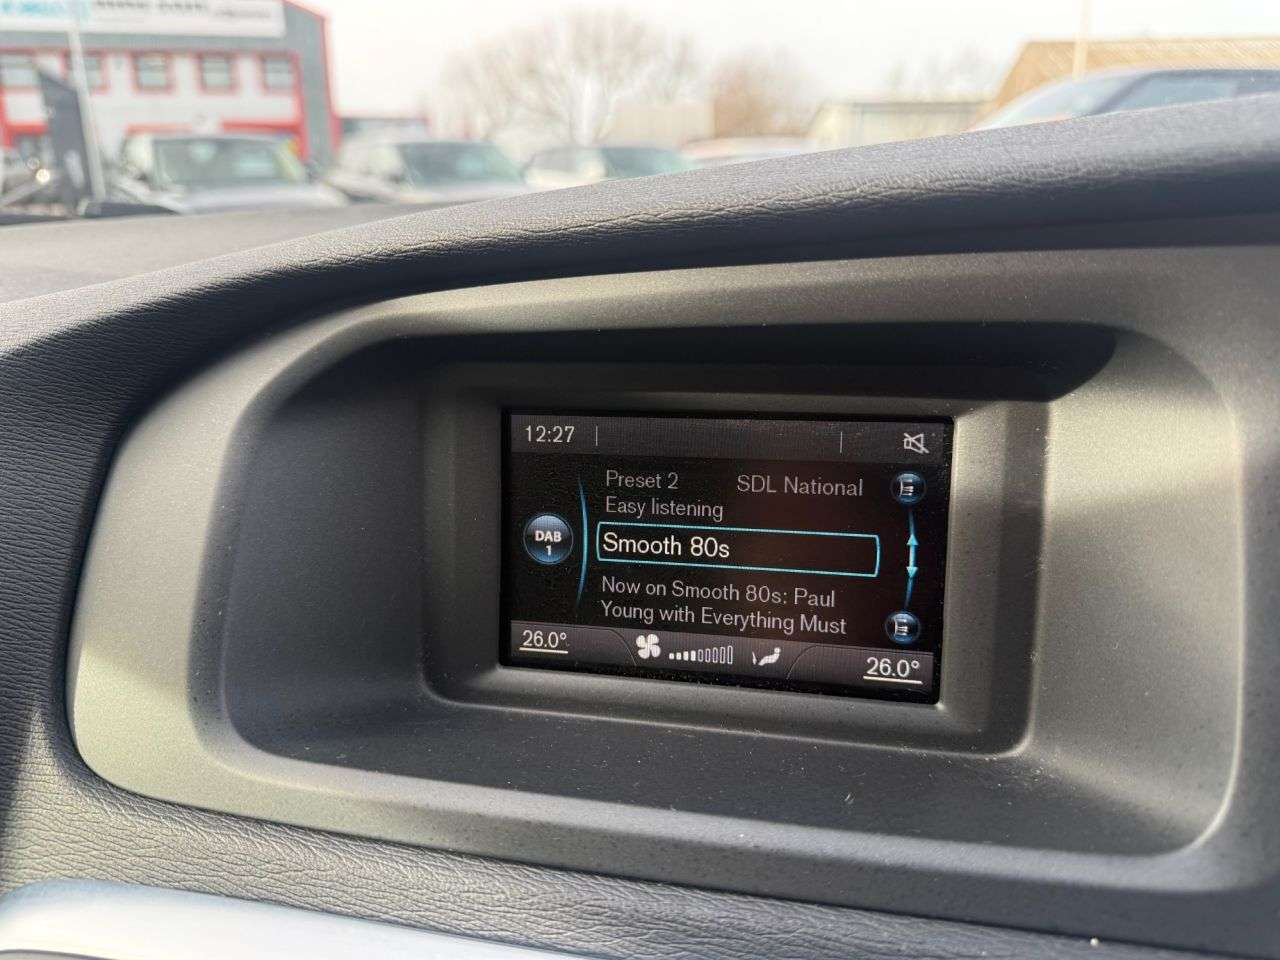 12:27
Preset 2 SDL National
Easy listening
DAB
1
Smooth 80s
Now on Smooth 80s: Paul
Young with Everything Must
26.0°
26.0°